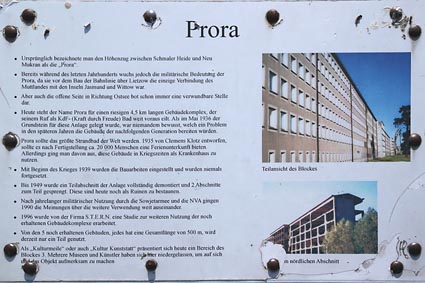 Prora
Ursprünglich bezeichnete man den Höhenzug zwischen Schmaler Heide und Neu
Mukran als die „Prora".
Bereits während des letzten Jahrhunderts wuchs jedoch die militärische Bedeutung der
Prora, da sie vor dem Bau der Bahnlinie über Lietzow die einzige Verbindung des
Muttlandes mit den Inseln Jasmund und Wittow war.
Aber auch die offene Seite in Richtung Ostsee bot schon immer eine verwundbare Stelle
dar.
Heute steht der Name Prora für einen riesigen 4,5 km langen Gebäudekomplex, der
seinem Ruf als KdF- (Kraft durch Freude) Bad weit voraus eilt. Als im Mai 1936 der
Grundstein für diese Anlage gelegt wurde, war niemandem bewusst, welch ein Problem
in den späteren Jahren die Gebäude der nachfolgenden Generation bereiten würden.
Prora sollte das größte Strandbad der Welt werden. 1935 von Clemens Klotz entworfen,
sollte es nach Fertigstellung ca. 20 000 Menschen eine Ferienunterkunft bieten.
Allerdings ging man davon aus, diese Gebäude in Kriegszeiten als Krankenhaus zu
nutzen.
Mit Beginn des Krieges 1939 wurden die Bauarbeiten eingestellt und wurden niemals
fortgesetzt.
Bis 1949 wurde ein Teilabschnitt der Anlage vollständig demontiert und 2 Abschnitte
zum Teil gesprengt. Diese sind heute noch als Ruinen zu bestaunen.
Nach jahrelanger militärischer Nutzung durch die Sowjetarmee und die NVA gingen
1990 die Meinungen über die weitere Verwendung weit auseinander.
1996 wurde von der Firma S.T.E.R.N. eine Studie zur weiteren Nutzung der noch
erhaltenen Gebäudekomplexe erarbeitet.
Von den 5 noch erhaltenen Gebäuden, jedes hat eine Gesamtlänge von 500 m, wird
derzeit nur ein Teil genutzt.
Als „Kulturmeile" oder auch „Kultur Kunststatt" präsentiert sich heute ein Bereich des
Blockes 3. Mehrere Museen und Künstler haben sich hier niedergelassen, um auf sich
das Objekt aufmerksam zu machen
Teilansicht des Blockes
nördlichen Abschnitt